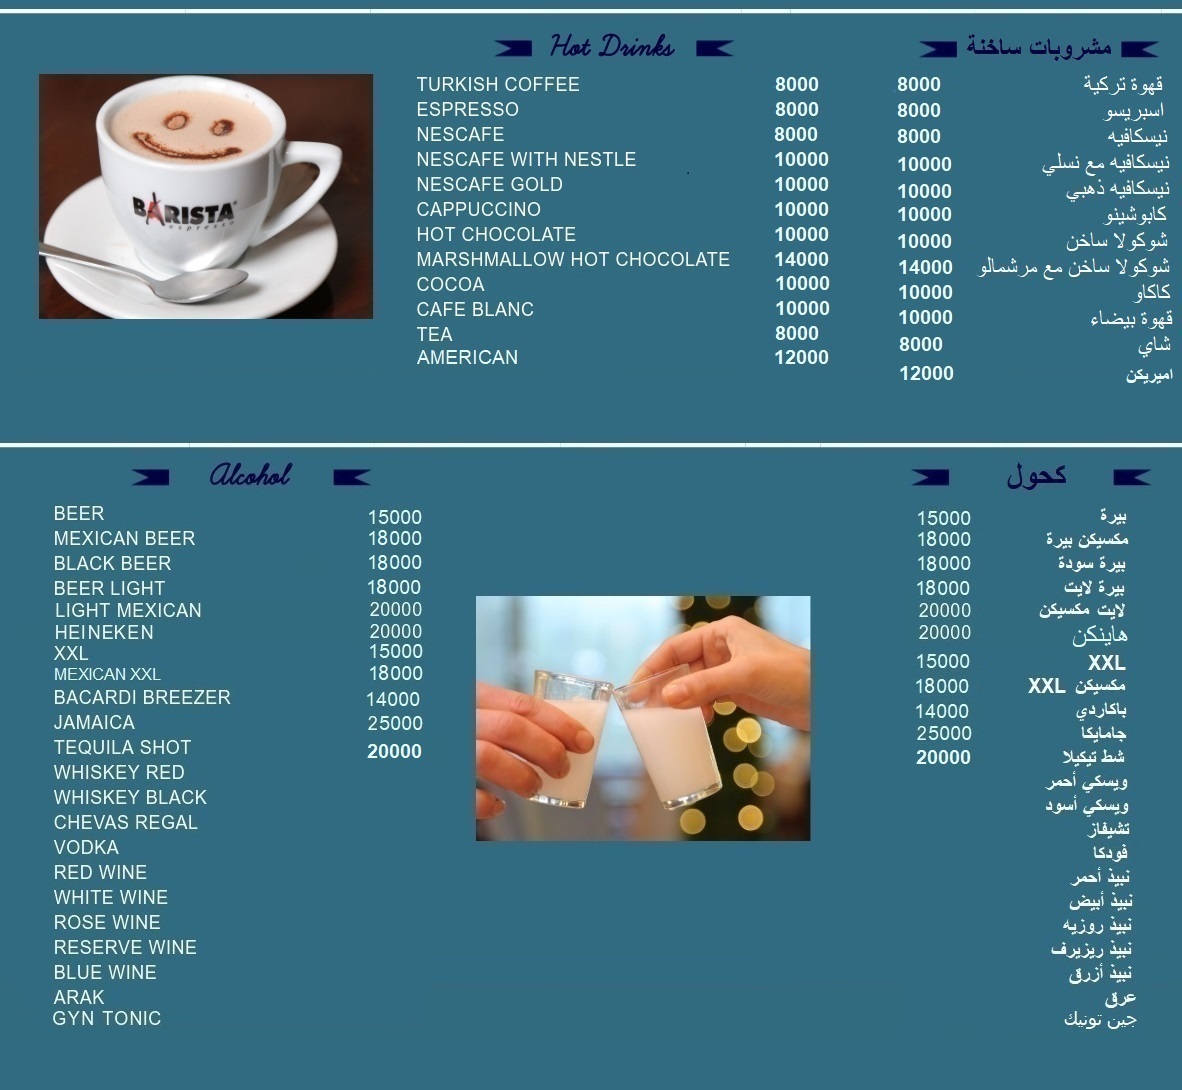 Hot Drinks مشروبات ساخنة
BARISTA
espresso
TURKISH COFFEE 8000 8000 قهوة تركية
ESPRESSO 8000 8000 اسبريسو
NESCAFE 8000 8000 نيسكافيه
NESCAFE WITH NESTLE 10000 10000 نيسكافيه مع نسلي
NESCAFE GOLD 10000 10000 نيسكافيه ذهبي
CAPPUCCINO 10000 10000 كابوشينو
HOT CHOCOLATE 10000 10000 شوكولا ساخن
MARSHMALLOW HOT CHOCOLATE 14000 14000 شوكولا ساخن مع مرشمالو
COCOA 10000 10000 كاكاو
CAFE BLANC 10000 10000 قهوة بيضاء
TEA 8000 8000 شاي
AMERICAN 12000 12000 اميريكن
Alcohol كحول
BEER 15000 15000 بيرة
MEXICAN BEER 18000 18000 مكسيكن بيرة
BLACK BEER 18000 18000 بيرة سودة
BEER LIGHT 18000 18000 بيرة لايت
LIGHT MEXICAN 20000 20000 لايت مكسيكن
HEINEKEN 20000 20000 هاينكن
XXL 15000 15000 XXL
MEXICAN XXL 18000 18000 مكسيكن XXL
BACARDI BREEZER 14000 14000 باكاردي
JAMAICA 25000 25000 جامايكا
TEQUILA SHOT 20000 20000 شط تيكيلا
WHISKEY RED ويسكي أحمر
WHISKEY BLACK ويسكي أسود
CHEVAS REGAL تشيفاز
VODKA فودكا
RED WINE نبيذ أحمر
WHITE WINE نبيذ أبيض
ROSE WINE نبيذ روزيه
RESERVE WINE نبيذ ريزيرف
BLUE WINE نبيذ أزرق
ARAK عرق
GYN TONIC جين تونيك